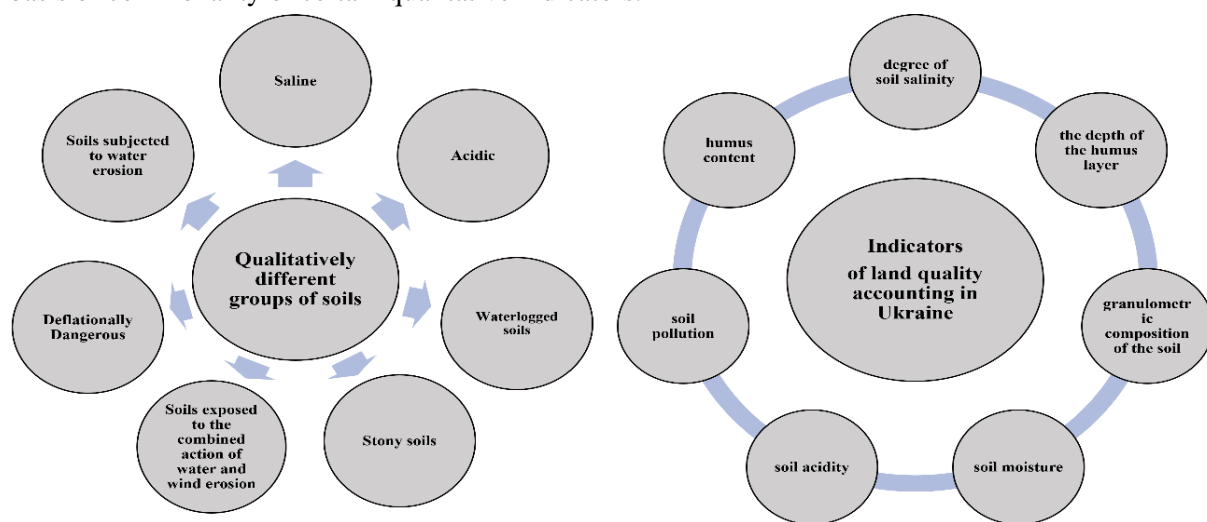 Saline
Soils subjected
to water
erosion
Acidic
Qualitatively
different
groups of soils
Deflationally
Dangerous
Waterlogged
soils
Soils exposed
to the
combined
action of
water and
wind erosion
Stony soils
degree of
soil salinity
humus
content
the depth of
the humus
layer
Indicators
of land quality
accounting in
Ukraine
soil
pollution
granulometr
ic
composition
of the soil
soil acidity
soil moisture